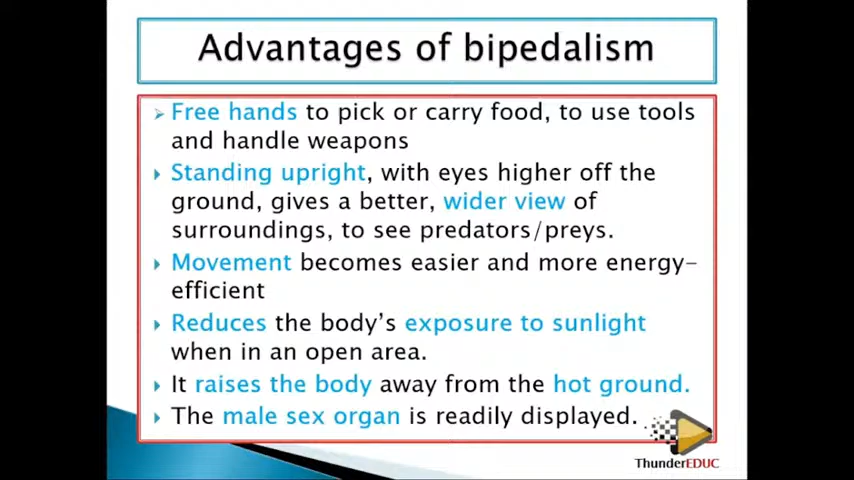 Advantages of bipedalism
Free hands to pick or carry food, to use tools
and handle weapons
Standing upright, with eyes higher off the
ground, gives a better, wider view of
surroundings, to see predators/preys.
Movement becomes easier and more energy-
efficient
Reduces the body's exposure to sunlight
when in an open area.
It raises the body away from the hot ground.
The male sex organ is readily displayed.
ThunderEDUC